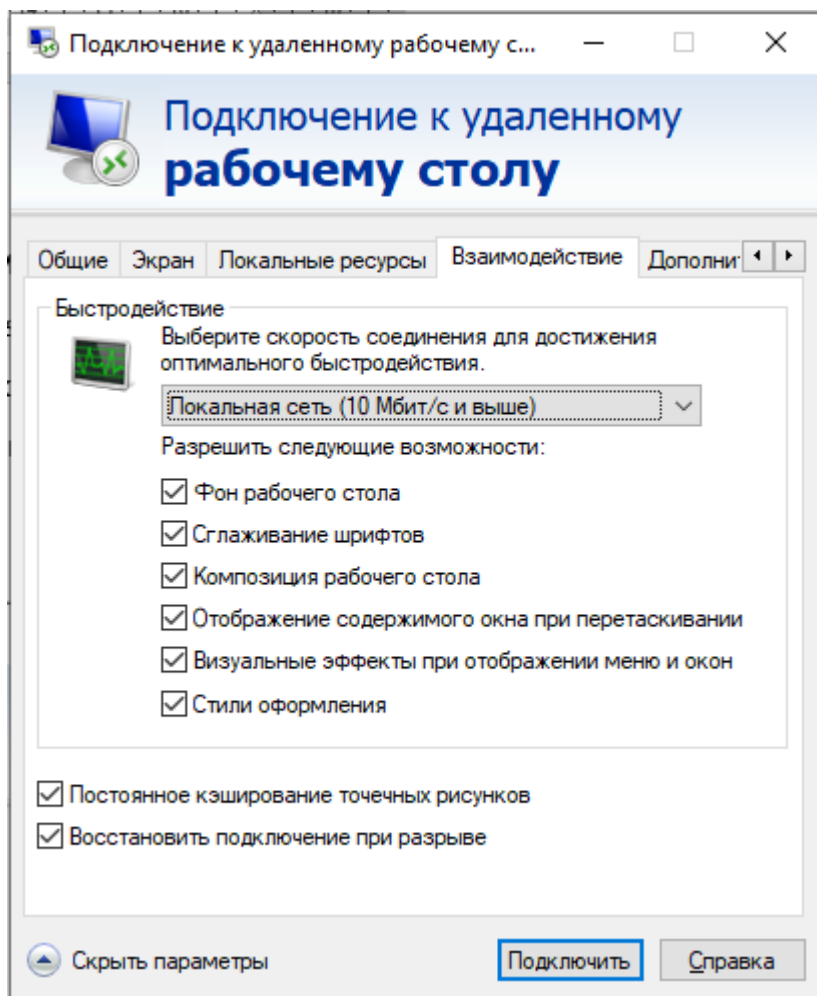 Подключение к удаленному рабочему с...
Подключение к удаленному
рабочему столу
Общие Экран Локальные ресурсы Взаимодействие Дополнит
Быстродействие
Выберите скорость соединения для достижения
оптимального быстродействия.
Локальная сеть (10 Мбит/с и выше)
Разрешить следующие возможности:
Фон рабочего стола
Сглаживание шрифтов
Композиция рабочего стола
Отображение содержимого окна при перетаскивании
Визуальные эффекты при отображении меню и окон
Стили оформления
Постоянное кэширование точечных рисунков
Восстановить подключение при разрыве
Скрыть параметры Подключить Справка